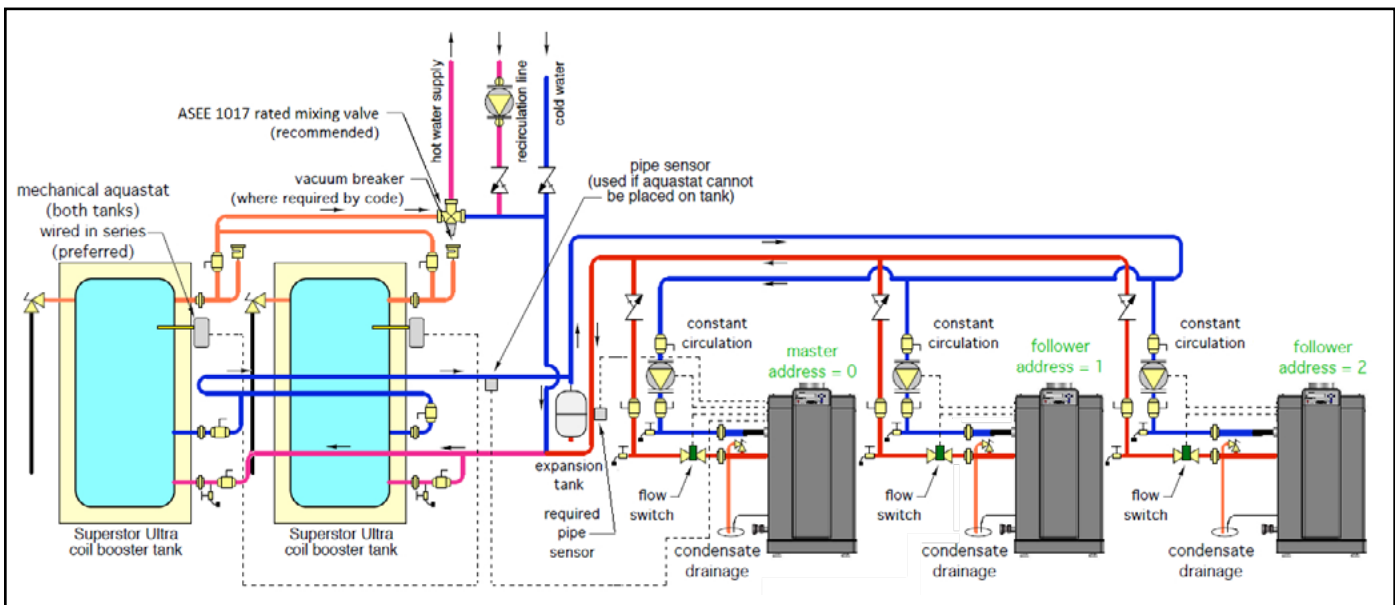 hot water supply
recirculation line
cold water
ASEE 1017 rated mixing valve
(recommended)
vacuum breaker
(where required by code)
pipe sensor
(used if aquastat cannot
be placed on tank)
mechanical aquastat
(both tanks)
wired in series
(preferred)
constant
circulation
master
address = 0
constant
circulation
follower
address = 1
constant
circulation
follower
address = 2
expansion
tank
required
pipe
sensor
flow
switch
condensate
drainage
flow
switch
condensate
drainage
flow
switch
condensate
drainage
Superstor Ultra
coil booster tank
Superstor Ultra
coil booster tank